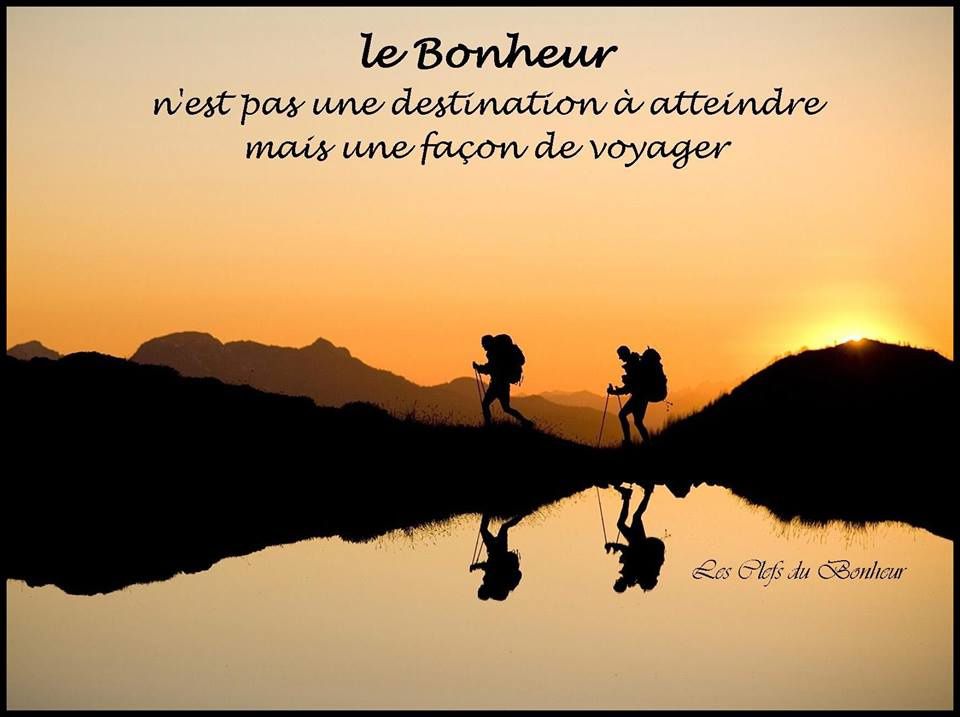 le Bonheur
n'est pas une destination à atteindre
mais une façon de voyager
Les Clefs du Bonheur